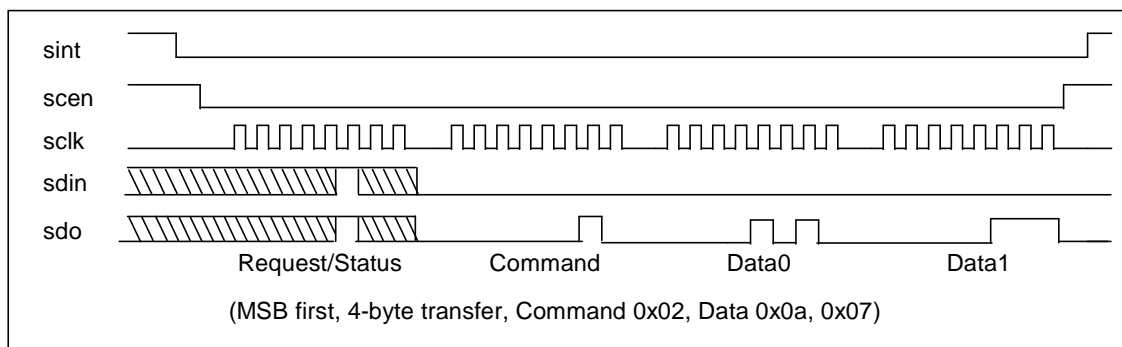 sint
scen
sclk
sdin
sdo
Request/Status Command Data0 Data1
(MSB first, 4-byte transfer, Command 0x02, Data 0x0a, 0x07)